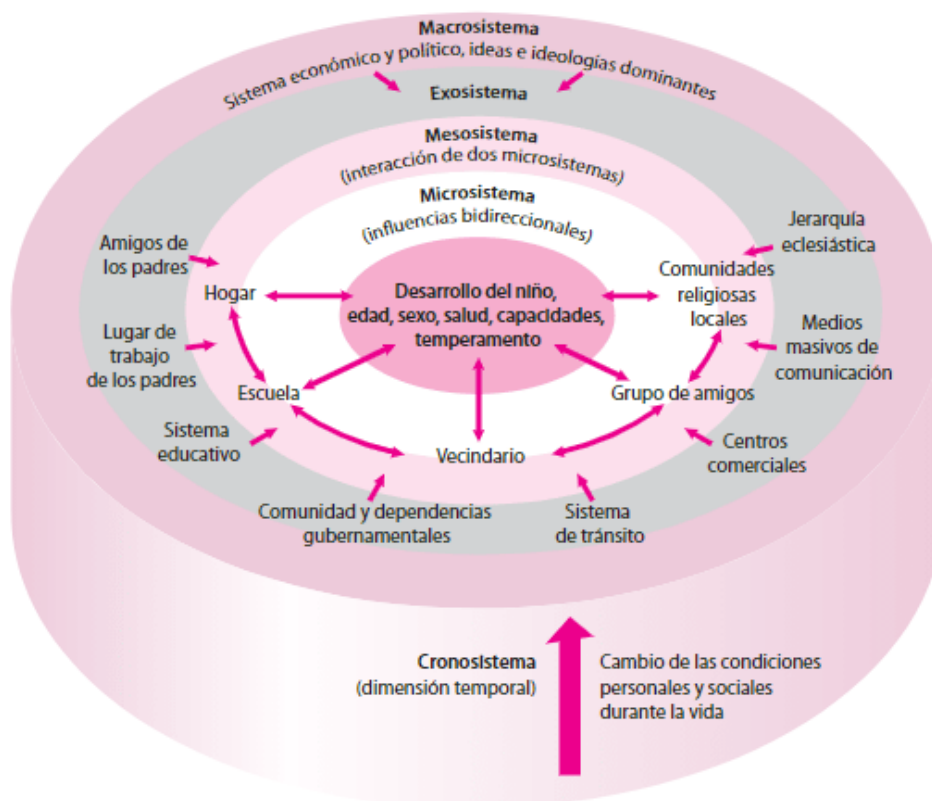 Macrosistema
Sistema económico y político, ideas e ideologías dominantes
Exosistema
Mesosistema
(interacción de dos microsistemas)
Microsistema
(influencias bidireccionales)
Desarrollo del niño,
edad, sexo, salud, capacidades,
temperamento
Amigos de
los padres
Hogar
Lugar de
trabajo
de los padres
Escuela
Sistema
educativo
Vecindario
Comunidad y dependencias
gubernamentales
Sistema
de tránsito
Jerarquía
eclesiástica
Comunidades
religiosas
locales
Medios
masivos de
comunicación
Grupo de amigos
Centros
comerciales
Cronosistema
(dimensión temporal)
Cambio de las condiciones
personales y sociales
durante la vida